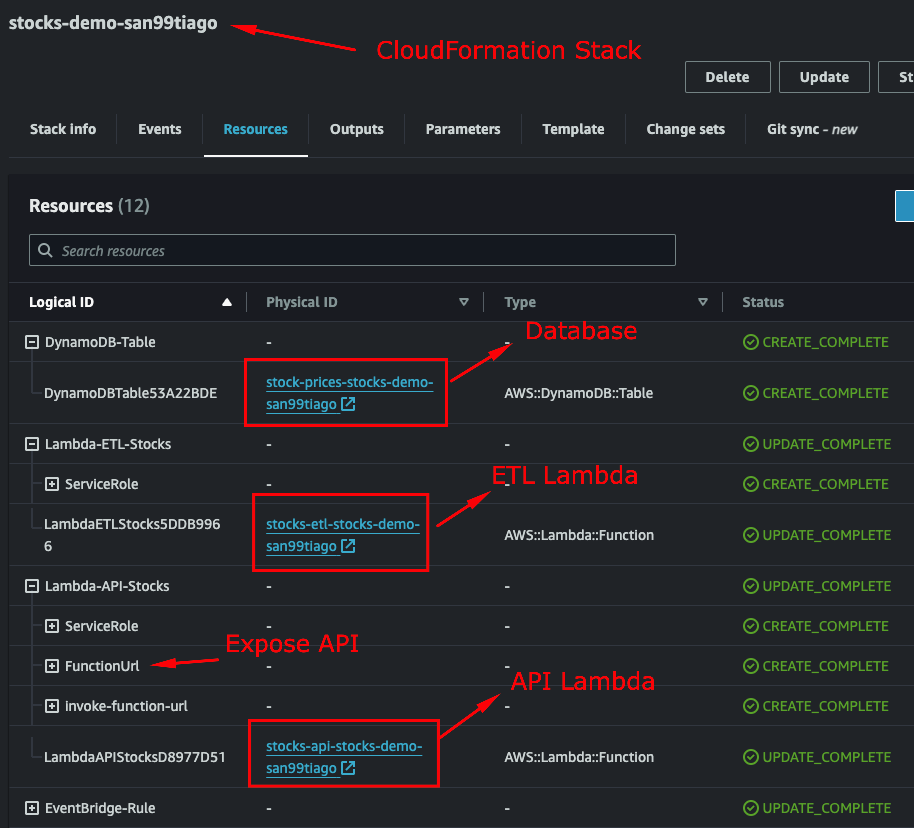 stocks-demo-san99tiago
CloudFormation Stack
Delete
Update
St
Stack info
Events
Resources
Outputs
Parameters
Template
Change sets
Git sync - new
Resources (12)
Search resources
Logical ID
Physical ID
Type
Status
Database
DynamoDB-Table
-
-
CREATE_COMPLETE
DynamoDBTable53A22BDE
stock-prices-stocks-demo-
san99tiago
AWS::DynamoDB::Table
CREATE_COMPLETE
Lambda-ETL-Stocks
-
-
UPDATE_COMPLETE
ETL Lambda
ServiceRole
-
-
CREATE_COMPLETE
LambdaETLStocks5DDB996
6
stocks-etl-stocks-demo-
san99tiago
AWS::Lambda::Function
UPDATE_COMPLETE
Lambda-API-Stocks
-
-
UPDATE_COMPLETE
ServiceRole
-
-
CREATE_COMPLETE
Expose API
FunctionUrl
-
-
CREATE_COMPLETE
API Lambda
invoke-function-url
-
-
CREATE_COMPLETE
LambdaAPIStocksD8977D51
stocks-api-stocks-demo-
san99tiago
AWS::Lambda::Function
UPDATE_COMPLETE
EventBridge-Rule
-
-
UPDATE_COMPLETE